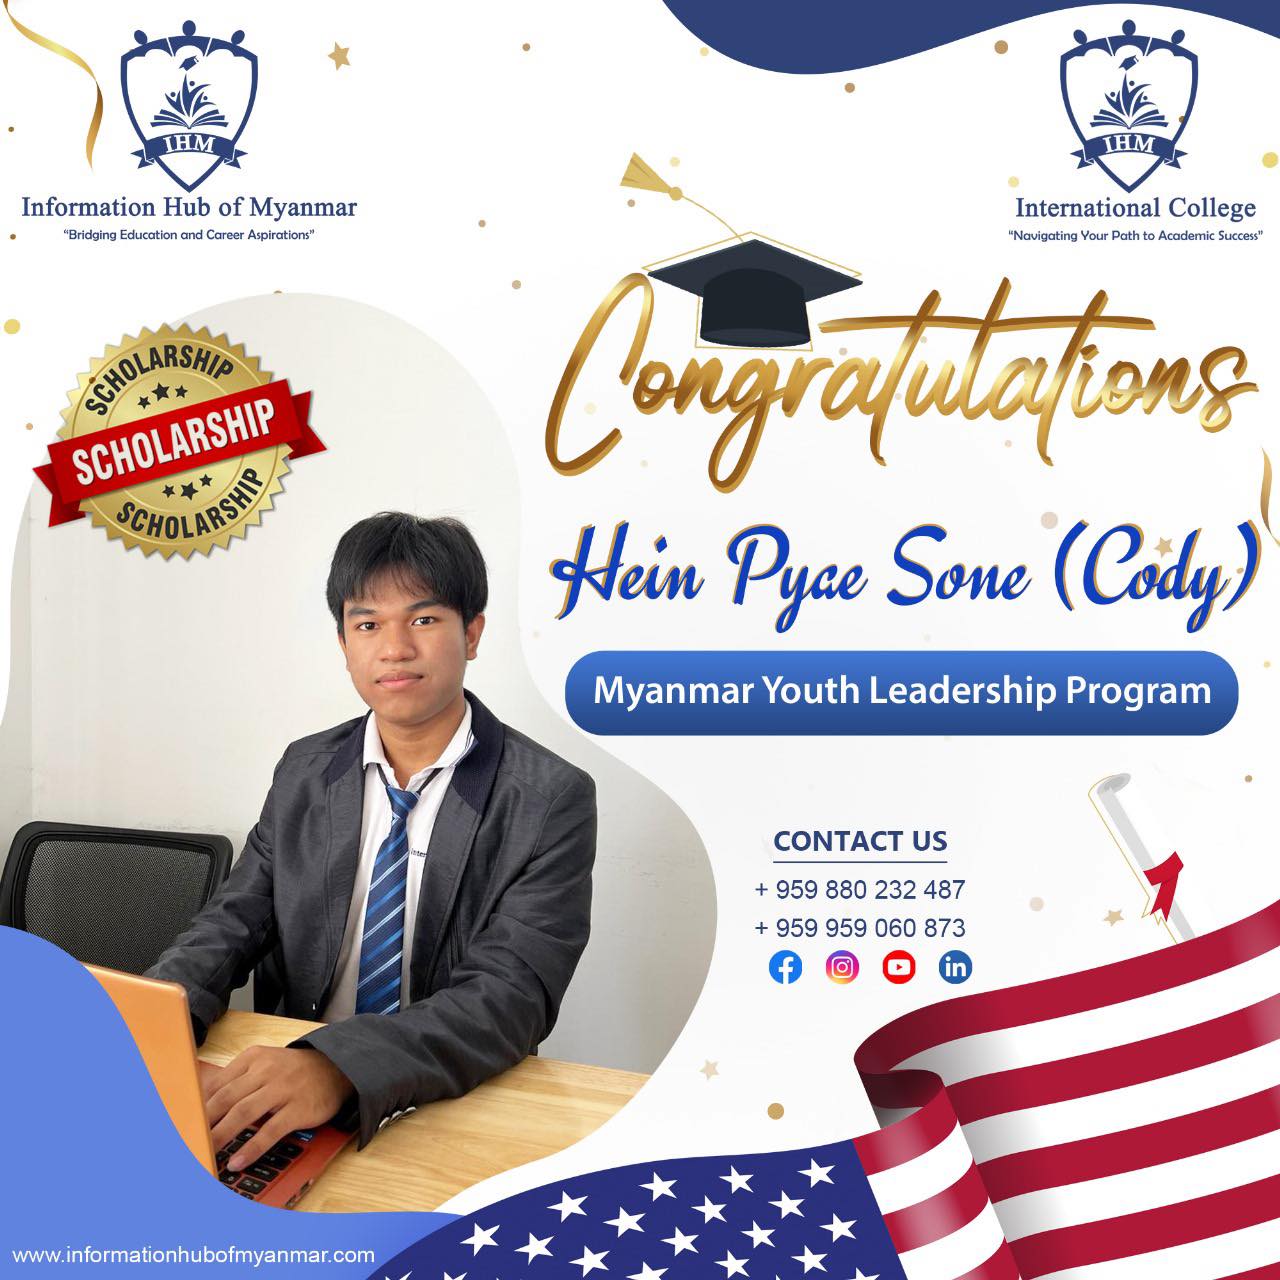 IHM
Information Hub of Myanmar
“Bridging Education and Career Aspirations”
IHM
International College
“Navigating Your Path to Academic Success”
SCHOLARSHIP
SCHOLARSHIP
SCHOLARSHIP
Congratulations
Hein Pyae Sone (Cody)
Myanmar Youth Leadership Program
CONTACT US
+ 959 880 232 487
+ 959 959 060 873
www.informationhubofmyanmar.com